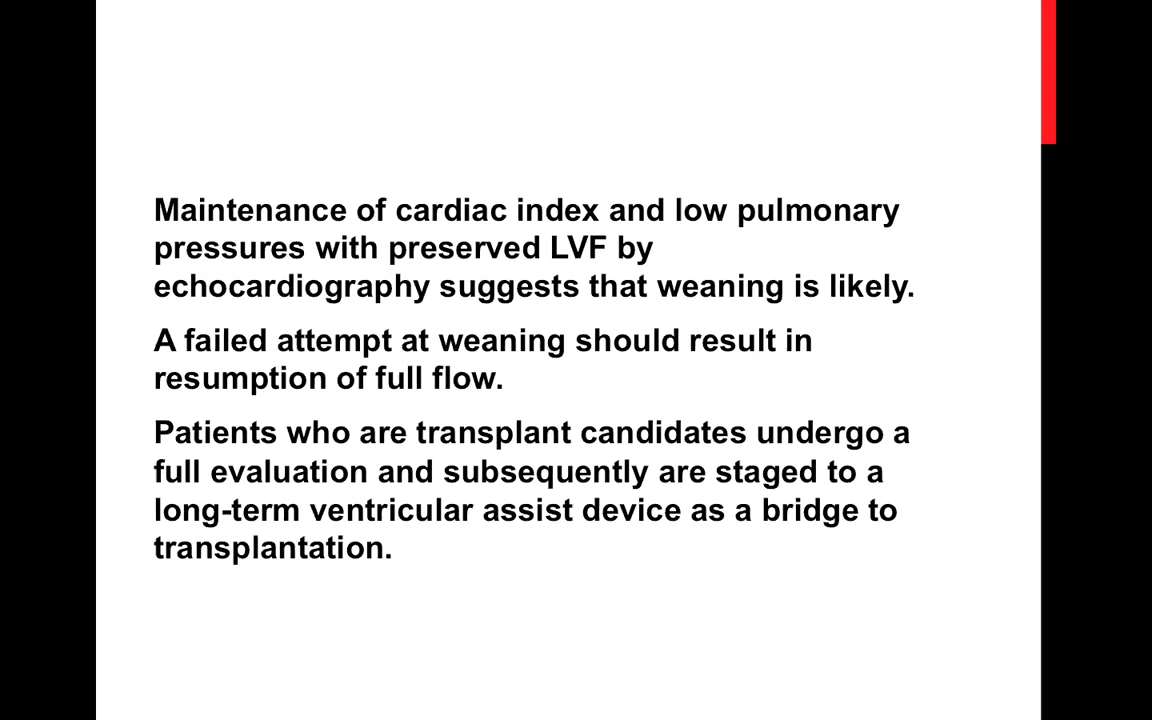 Maintenance of cardiac index and low pulmonary
pressures with preserved LVF by
echocardiography suggests that weaning is likely.
A failed attempt at weaning should result in
resumption of full flow.
Patients who are transplant candidates undergo a
full evaluation and subsequently are staged to a
long-term ventricular assist device as a bridge to
transplantation.